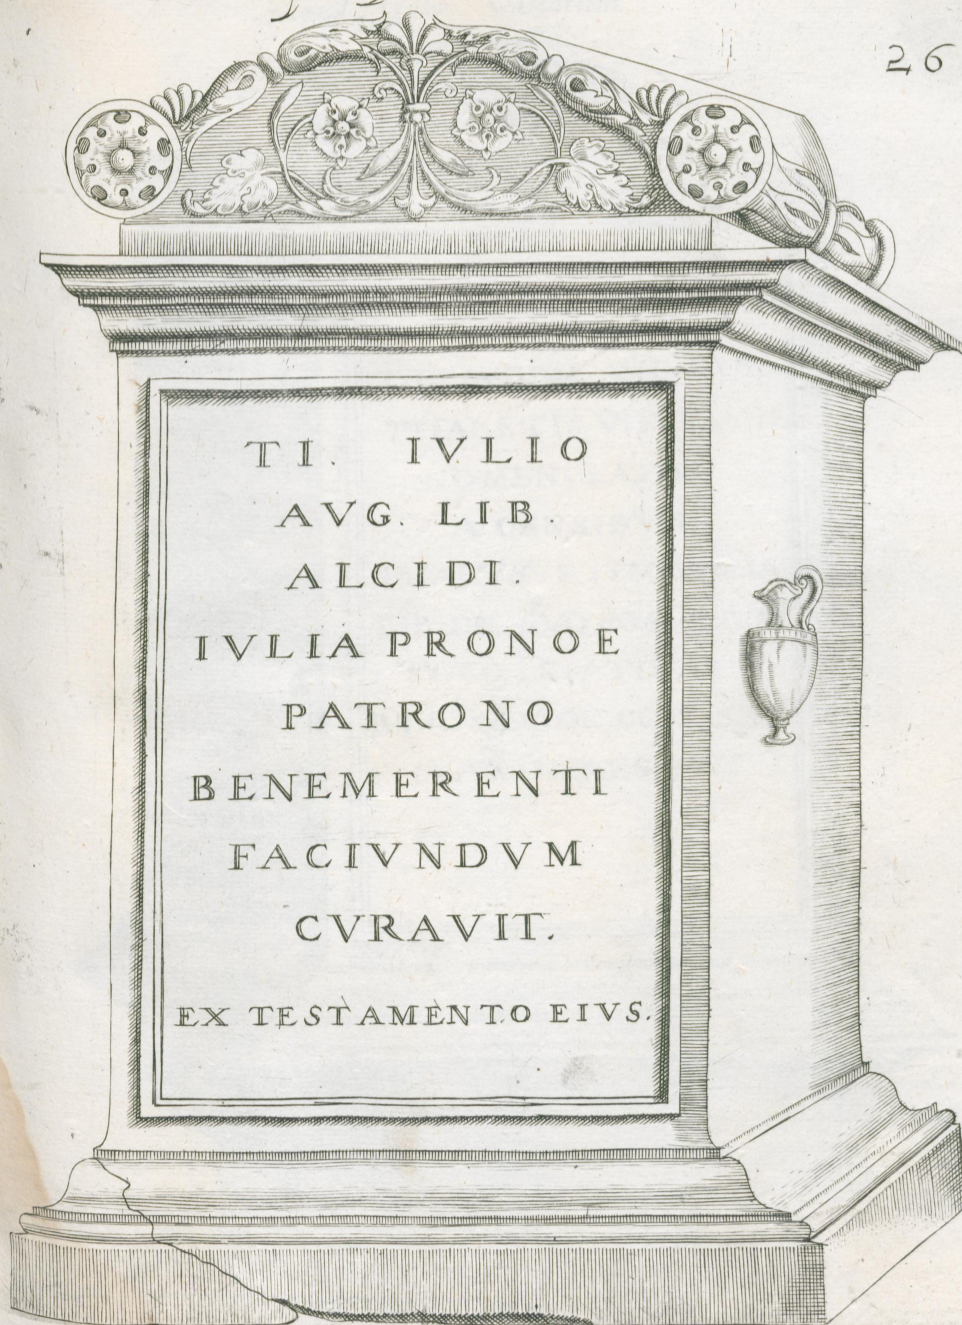 26
TI. IVLIO
AVG. LIB.
ALCIDI.
IVLIA PRONOE
PATRONO
BENEMERENTI
FACIVNDVM
CVRAVIT.
EX TESTAMENTO EIVS.